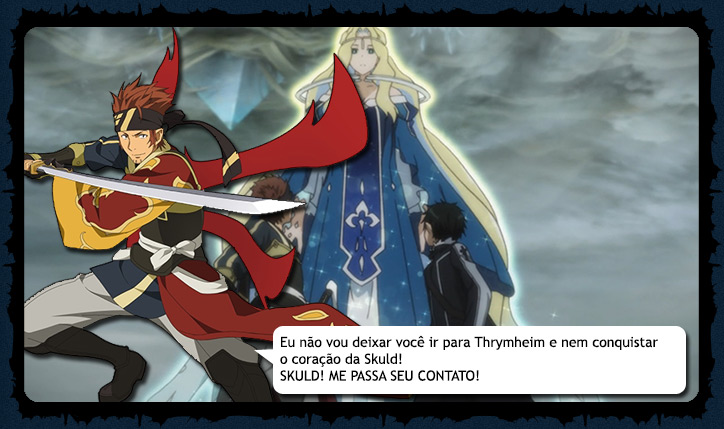 Eu não vou deixar você ir para Thrymheim e nem conquistar
o coração da Skuld!
SKULD! ME PASSA SEU CONTATO!